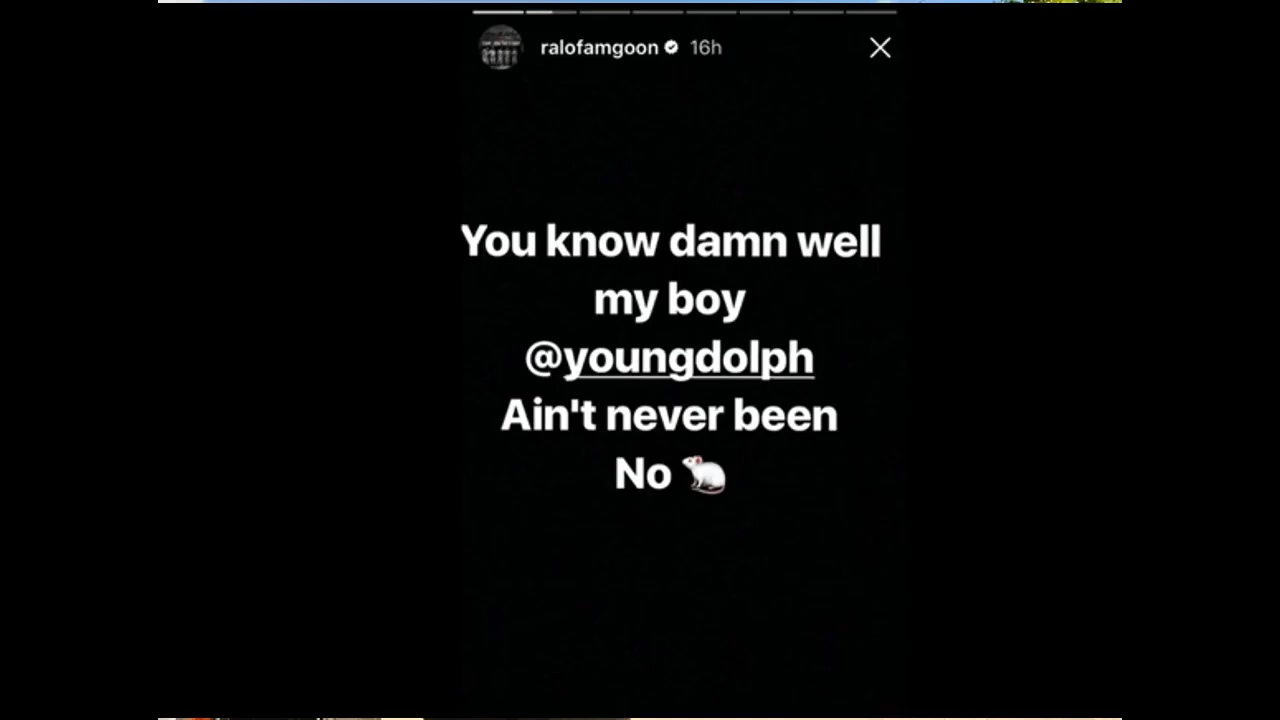 ralofamgoon 16h
You know damn well
my boy
@youngdolph
Ain't never been
No 🐁